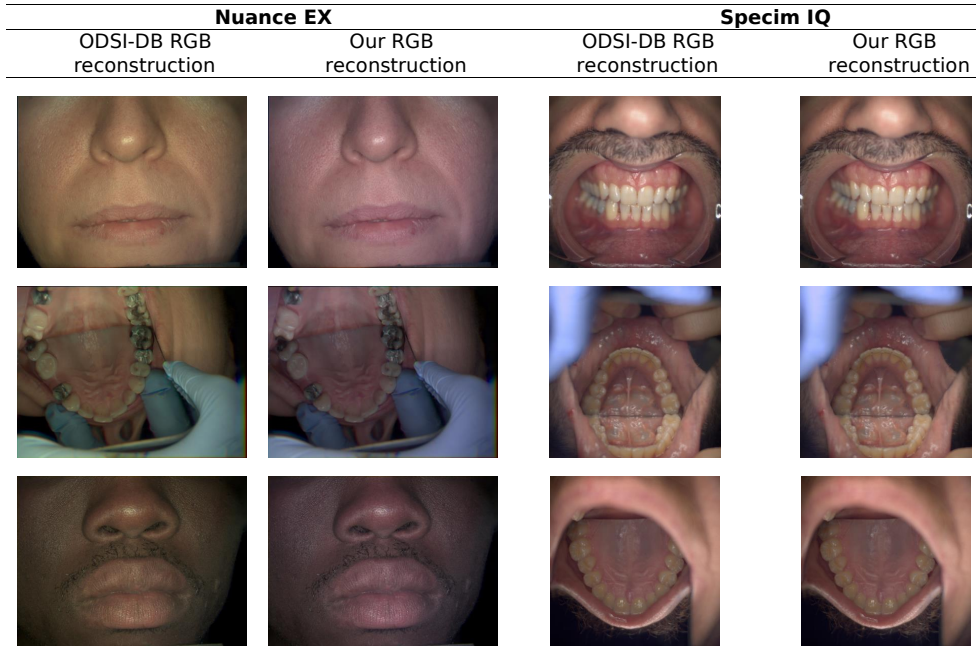 Nuance EX
Specim IQ
ODSI-DB RGB
reconstruction
Our RGB
reconstruction
ODSI-DB RGB
reconstruction
Our RGB
reconstruction